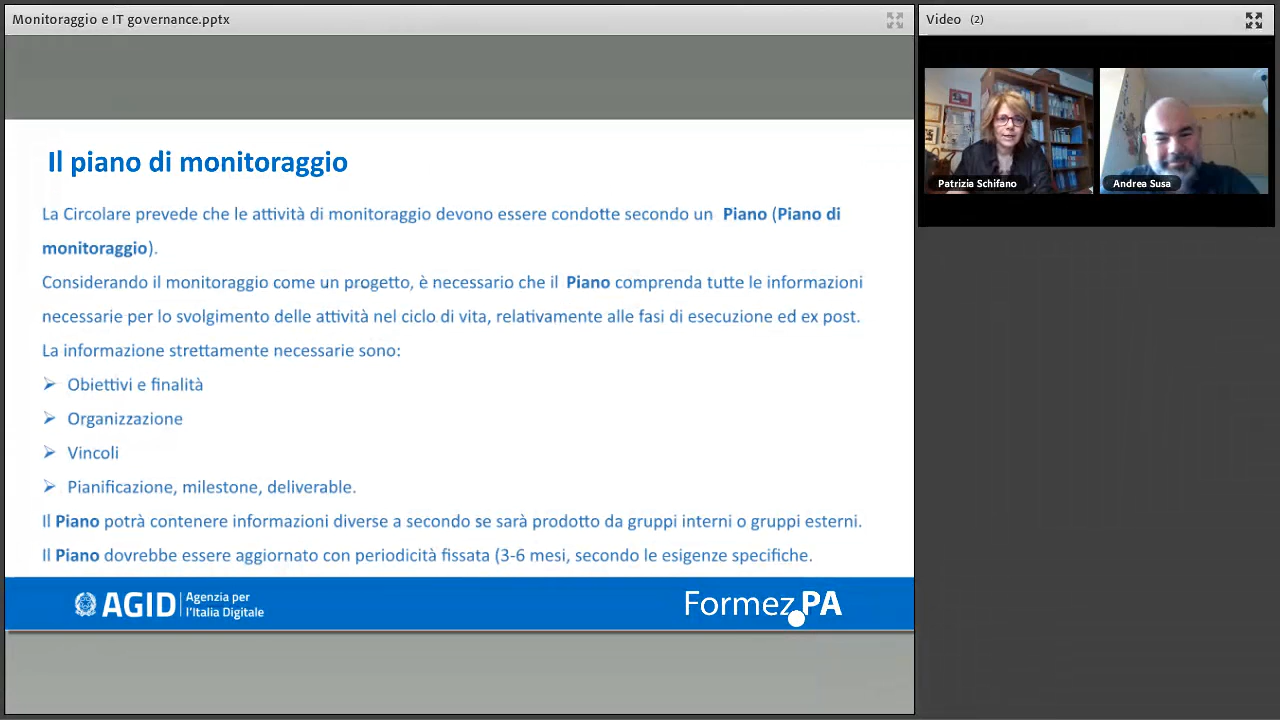 Monitoraggio e IT governance.pptx
Video (2)
Patrizia Schifano
Andrea Susa
Il piano di monitoraggio
La Circolare prevede che le attività di monitoraggio devono essere condotte secondo un Piano (Piano di
monitoraggio).
Considerando il monitoraggio come un progetto, è necessario che il Piano comprenda tutte le informazioni
necessarie per lo svolgimento delle attività nel ciclo di vita, relativamente alle fasi di esecuzione ed ex post.
La informazione strettamente necessarie sono:
➢ Obiettivi e finalità
➢ Organizzazione
➢ Vincoli
➢ Pianificazione, milestone, deliverable.
Il Piano potrà contenere informazioni diverse a secondo se sarà prodotto da gruppi interni o gruppi esterni.
Il Piano dovrebbe essere aggiornato con periodicità fissata (3-6 mesi, secondo le esigenze specifiche.
AGID Agenzia per
l'Italia Digitale
Formez PA